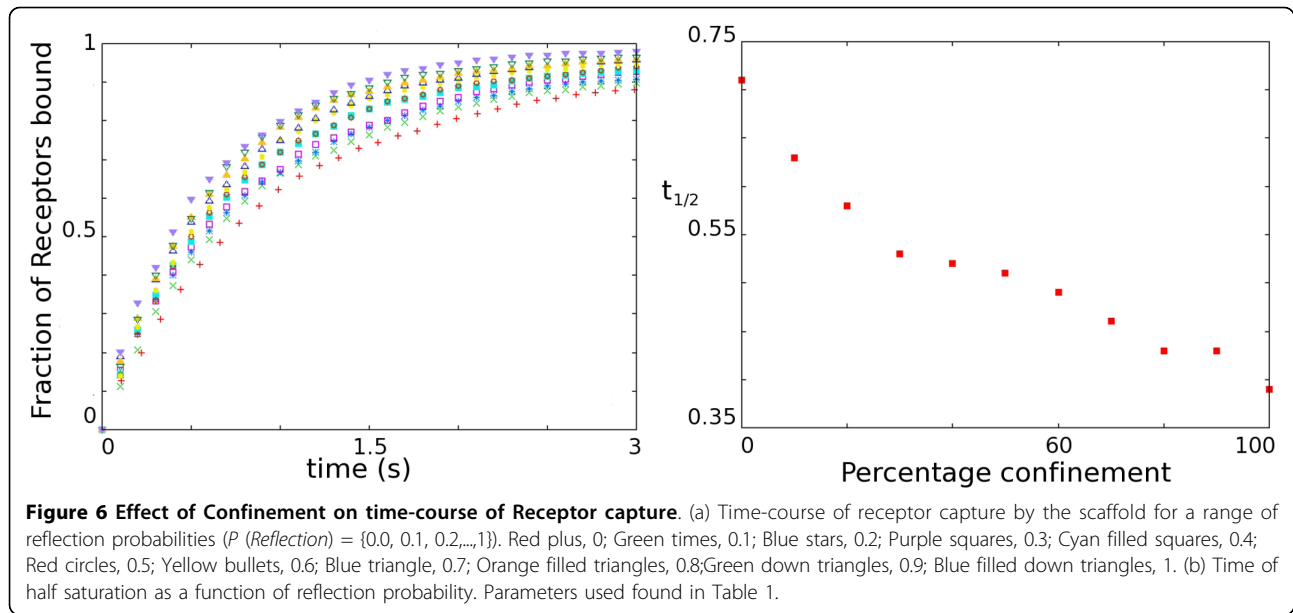 1
0.5
0
Fraction of Receptors bound
0
1.5
3
time (s)
0.75
0.55
0.35
t1/2
0
60
100
Percentage confinement
Figure 6 Effect of Confinement on time-course of Receptor capture. (a) Time-course of receptor capture by the scaffold for a range of
reflection probabilities (P (Reflection) = {0.0, 0.1, 0.2,...,1}). Red plus, 0; Green times, 0.1; Blue stars, 0.2; Purple squares, 0.3; Cyan filled squares, 0.4;
Red circles, 0.5; Yellow bullets, 0.6; Blue triangle, 0.7; Orange filled triangles, 0.8;Green down triangles, 0.9; Blue filled down triangles, 1. (b) Time of
half saturation as a function of reflection probability. Parameters used found in Table 1.